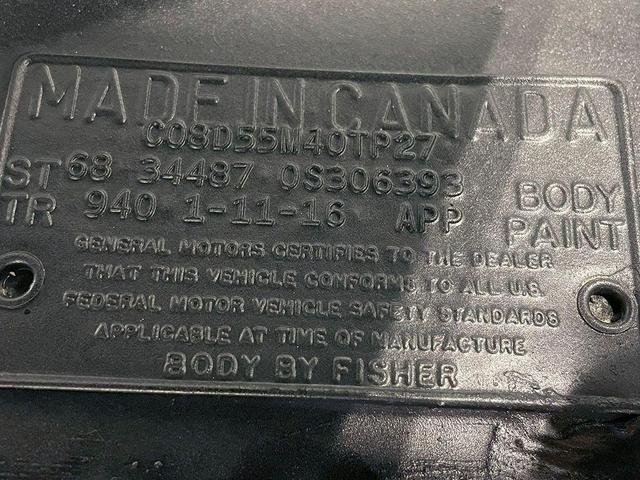 MADE IN CANADA
C08D55M40TP27
ST 68 34487 OS306393 BODY
TR 940 1-11-16 APP PAINT
GENERAL MOTORS CERTIFIES TO THE DEALER
THAT THIS VEHICLE CONFORMS TO ALL U.S.
FEDERAL MOTOR VEHICLE SAFETY STANDARDS
APPLICABLE AT TIME OF MANUFACTURE
BODY BY FISHER